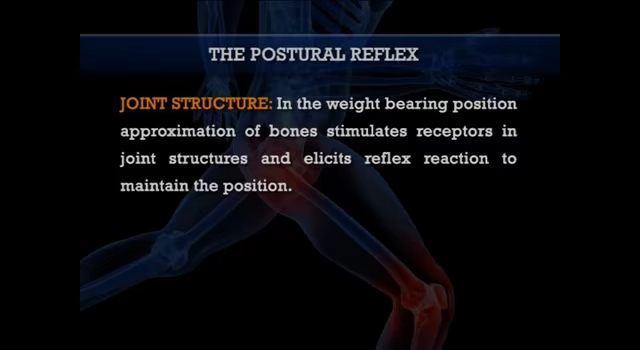 THE POSTURAL REFLEX
JOINT STRUCTURE: In the weight bearing position
approximation of bones stimulates receptors in
joint structures and elicits reflex reaction to
maintain the position.